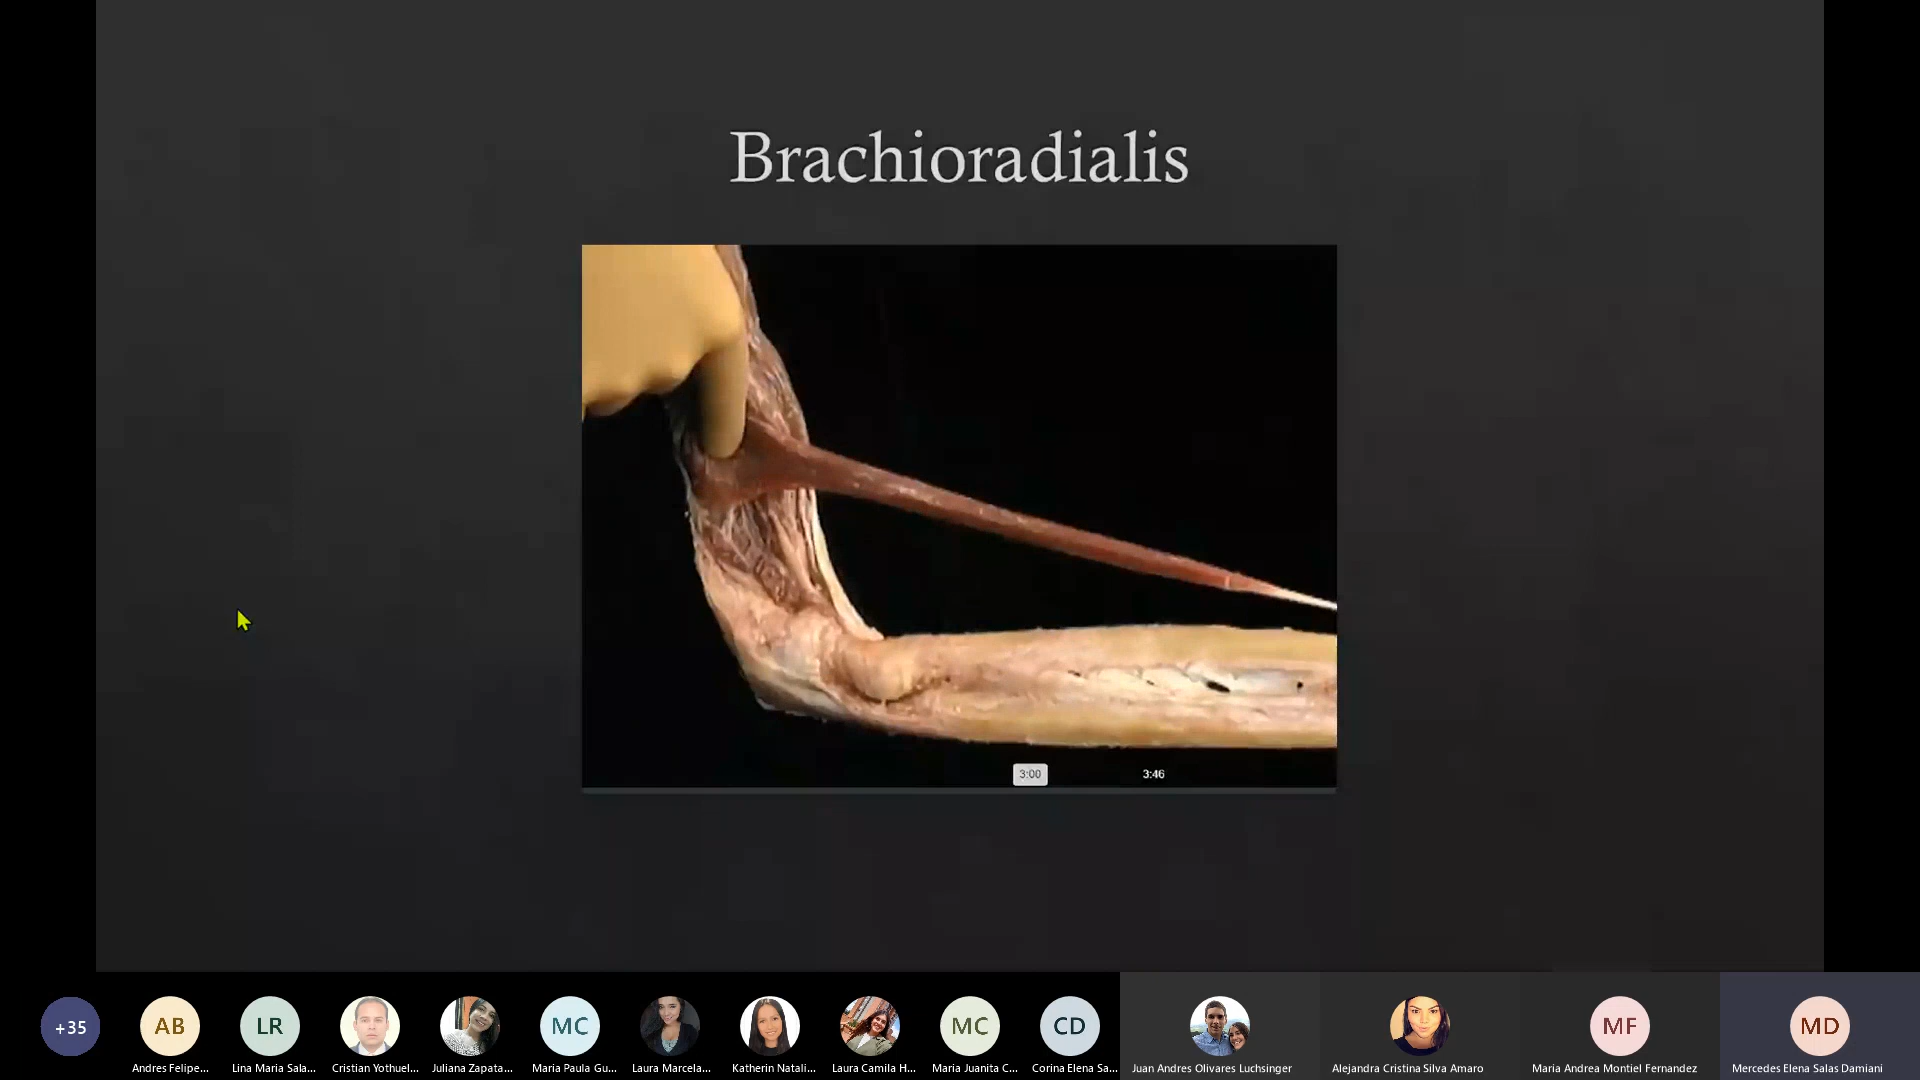 Brachioradialis
3:00
3:46
+35
AB
LR
MC
MC
CD
MF
MD
Andres Felipe...
Lina Maria Sala...
Cristian Yothuel...
Juliana Zapata...
Maria Paula Gu...
Laura Marcela...
Katherin Natali...
Laura Camila H...
Maria Juanita C...
Corina Elena Sa...
Juan Andres Olivares Luchsinger
Alejandra Cristina Silva Amaro
Maria Andrea Montiel Fernandez
Mercedes Elena Salas Damiani